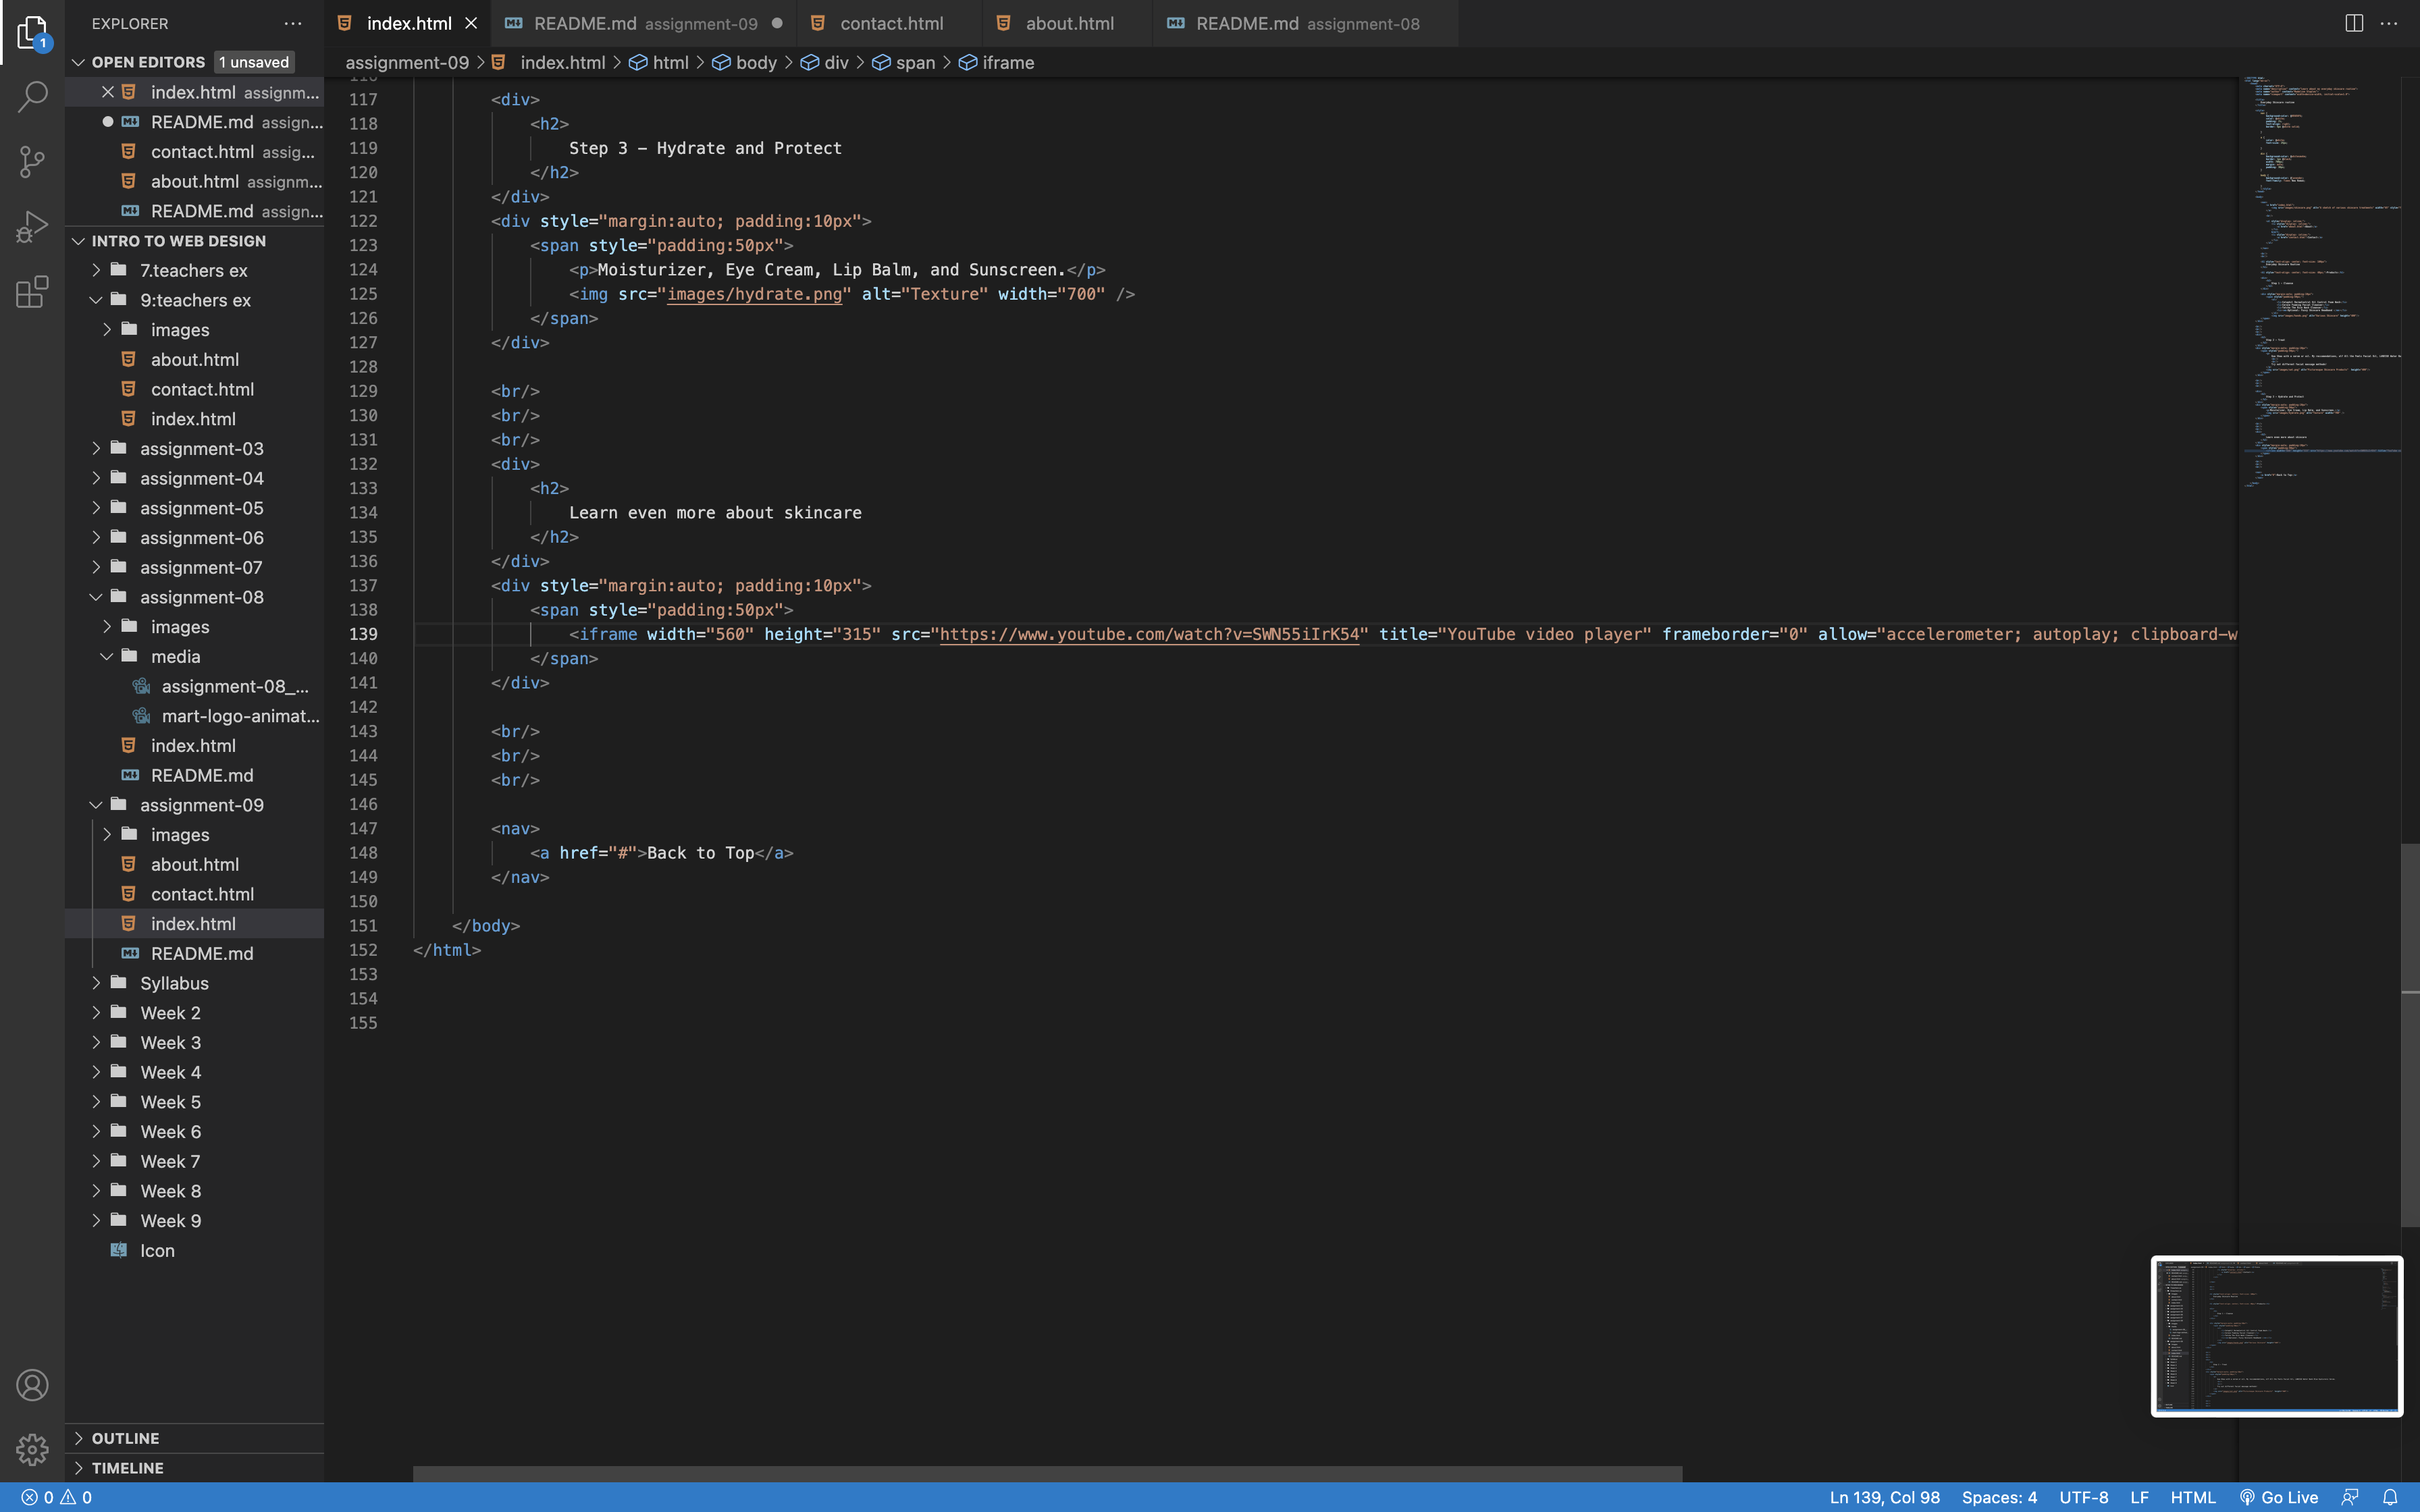 EXPLORER
OPEN EDITORS 1 unsaved
index.html assignm...
README.md assign...
contact.html assig...
about.html assignm...
README.md assign...
INTRO TO WEB DESIGN
7.teachers ex
9:teachers ex
images
about.html
contact.html
index.html
assignment-03
assignment-04
assignment-05
assignment-06
assignment-07
assignment-08
images
media
assignment-08_...
mart-logo-animat...
index.html
README.md
assignment-09
images
about.html
contact.html
index.html
README.md
Syllabus
Week 2
Week 3
Week 4
Week 5
Week 6
Week 7
Week 8
Week 9
Icon
OUTLINE
TIMELINE
index.html
README.md assignment-09
contact.html
about.html
README.md assignment-08
assignment-09 > index.html > html > body > div > span > iframe
116
117 <div>
118 <h2>
119 Step 3 – Hydrate and Protect
120 </h2>
121 </div>
122 <div style="margin:auto; padding:10px">
123 <span style="padding:50px">
124 <p>Moisturizer, Eye Cream, Lip Balm, and Sunscreen.</p>
125 <img src="images/hydrate.png" alt="Texture" width="700" />
126 </span>
127 </div>
128
129 <br/>
130 <br/>
131 <br/>
132 <div>
133 <h2>
134 Learn even more about skincare
135 </h2>
136 </div>
137 <div style="margin:auto; padding:10px">
138 <span style="padding:50px">
139 <iframe width="560" height="315" src="https://www.youtube.com/watch?v=SWN55iIrK54" title="YouTube video player" frameborder="0" allow="accelerometer; autoplay; clipboard-w
140 </span>
141 </div>
142
143 <br/>
144 <br/>
145 <br/>
146
147 <nav>
148 <a href="#">Back to Top</a>
149 </nav>
150
151 </body>
152 </html>
153
154
155
1
0 0
Ln 139, Col 98 Spaces: 4 UTF-8 LF HTML Go Live